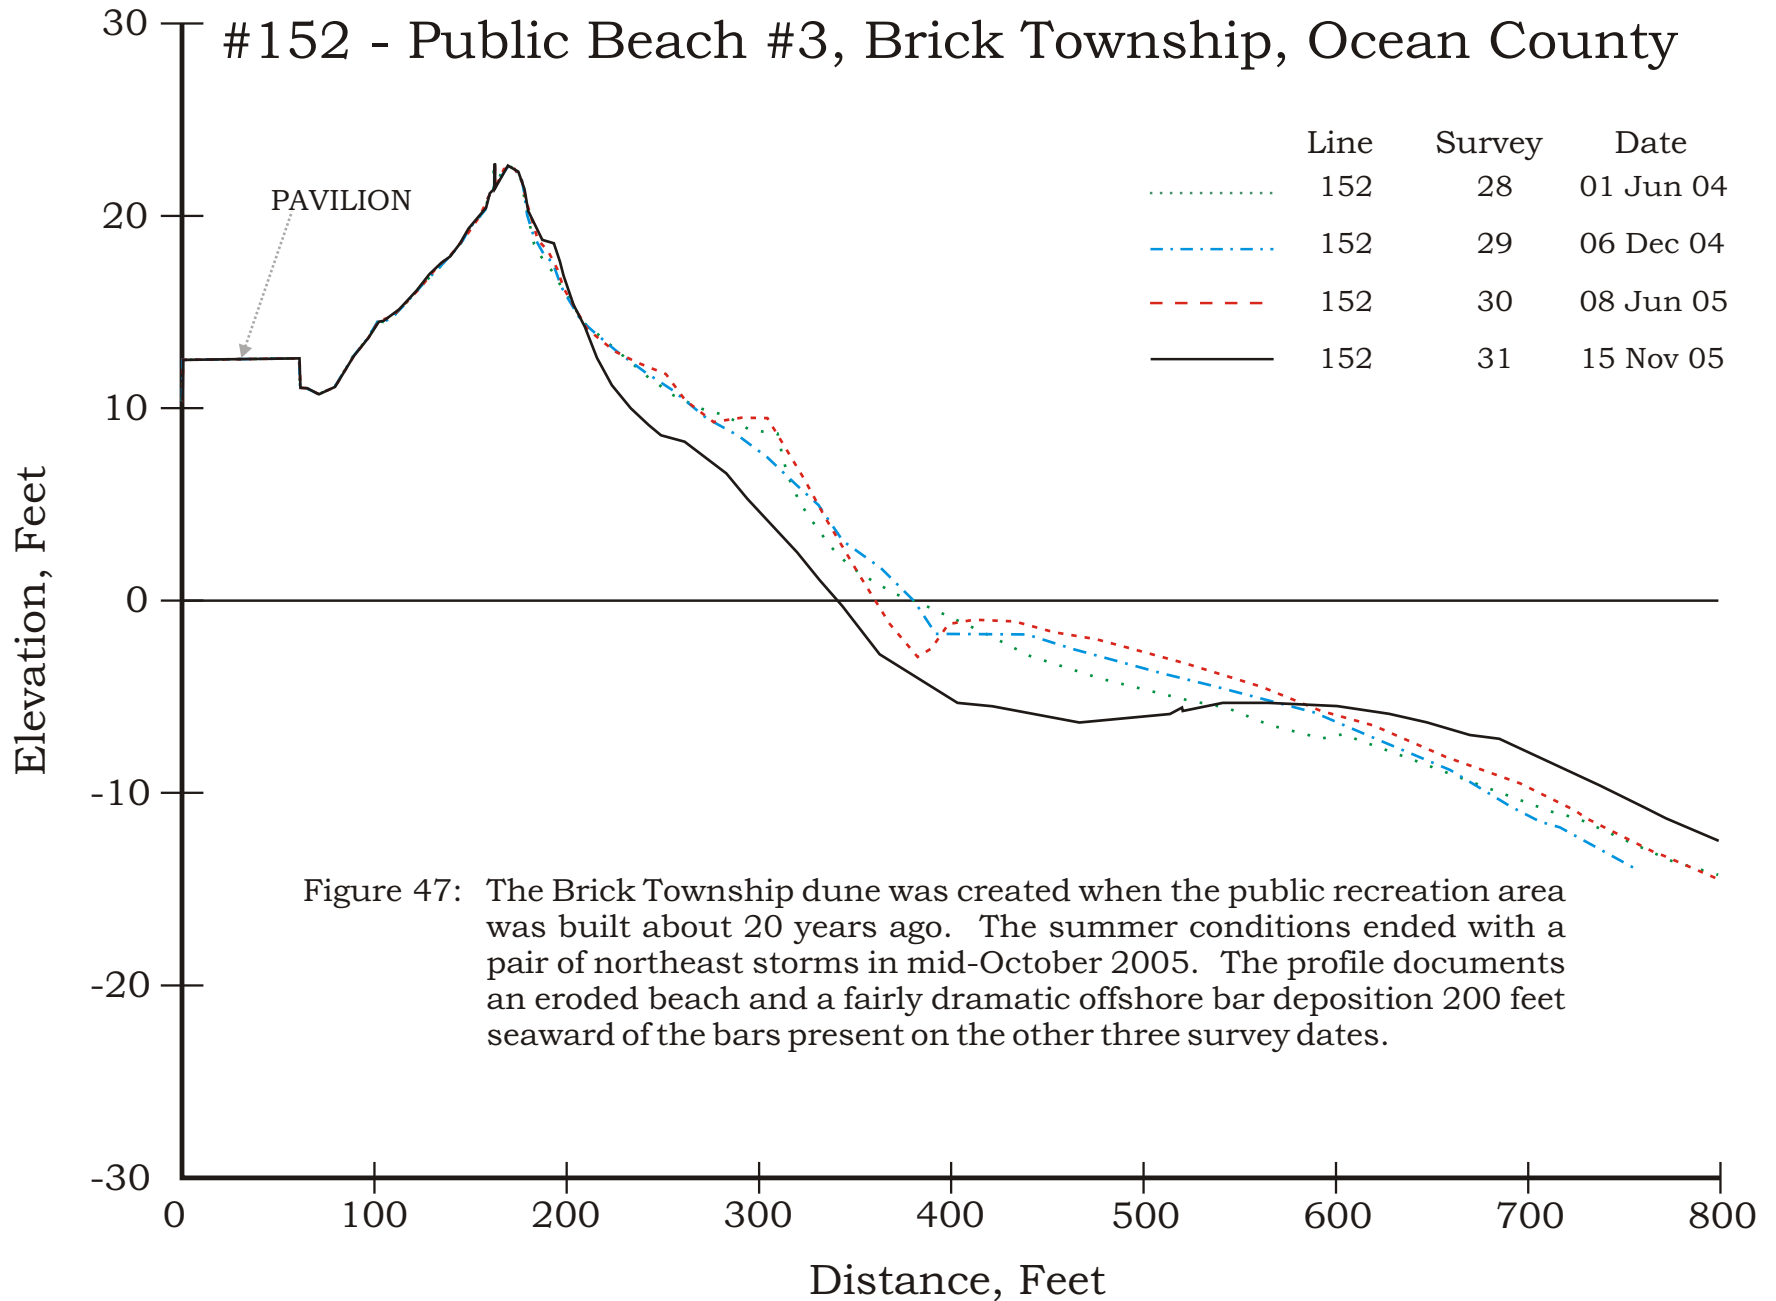 #152 - Public Beach #3, Brick Township, Ocean County
Line Survey Date
152 28 01 Jun 04
152 29 06 Dec 04
152 30 08 Jun 05
152 31 15 Nov 05
PAVILION
30
20
10
0
-10
-20
-30
Elevation, Feet
Figure 47: The Brick Township dune was created when the public recreation area
was built about 20 years ago. The summer conditions ended with a
pair of northeast storms in mid-October 2005. The profile documents
an eroded beach and a fairly dramatic offshore bar deposition 200 feet
seaward of the bars present on the other three survey dates.
0 100 200 300 400 500 600 700 800
Distance, Feet